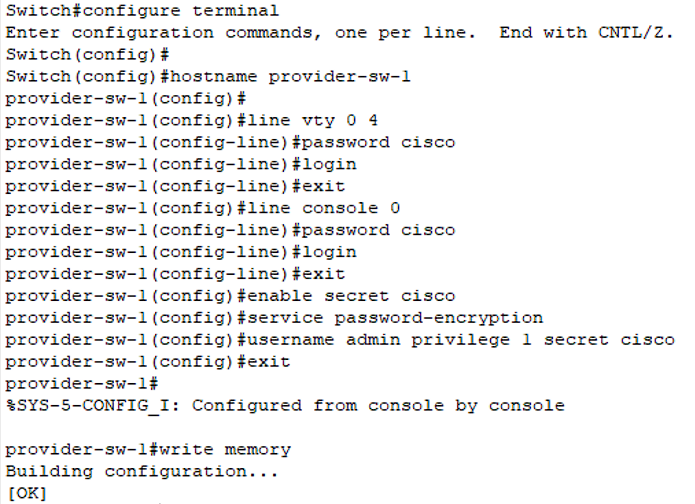 Switch#configure terminal
Enter configuration commands, one per line.  End with CNTL/Z.
Switch(config)#
Switch(config)#hostname provider-sw-1
provider-sw-1(config)#
provider-sw-1(config)#line vty 0 4
provider-sw-1(config-line)#password cisco
provider-sw-1(config-line)#login
provider-sw-1(config-line)#exit
provider-sw-1(config)#line console 0
provider-sw-1(config-line)#password cisco
provider-sw-1(config-line)#login
provider-sw-1(config-line)#exit
provider-sw-1(config)#enable secret cisco
provider-sw-1(config)#service password-encryption
provider-sw-1(config)#username admin privilege 1 secret cisco
provider-sw-1(config)#exit
provider-sw-1#
%SYS-5-CONFIG_I: Configured from console by console
provider-sw-1#write memory
Building configuration...
[OK]